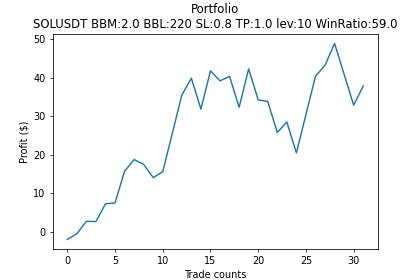 Portfolio
SOLUSDT BBM:2.0 BBL:220 SL:0.8 TP:1.0 lev:10 WinRatio:59.0
50
40
30
20
10
0
Profit ($)
0 5 10 15 20 25 30
Trade counts